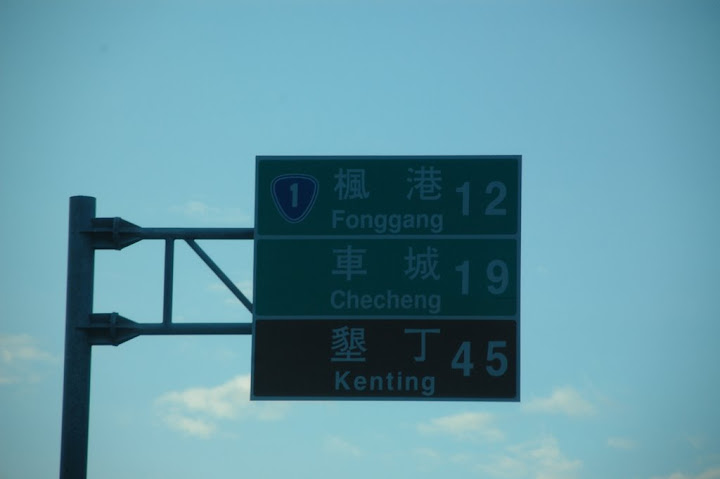 1 楓港 12
Fonggang
車城 19
Checheng
墾丁 45
Kenting